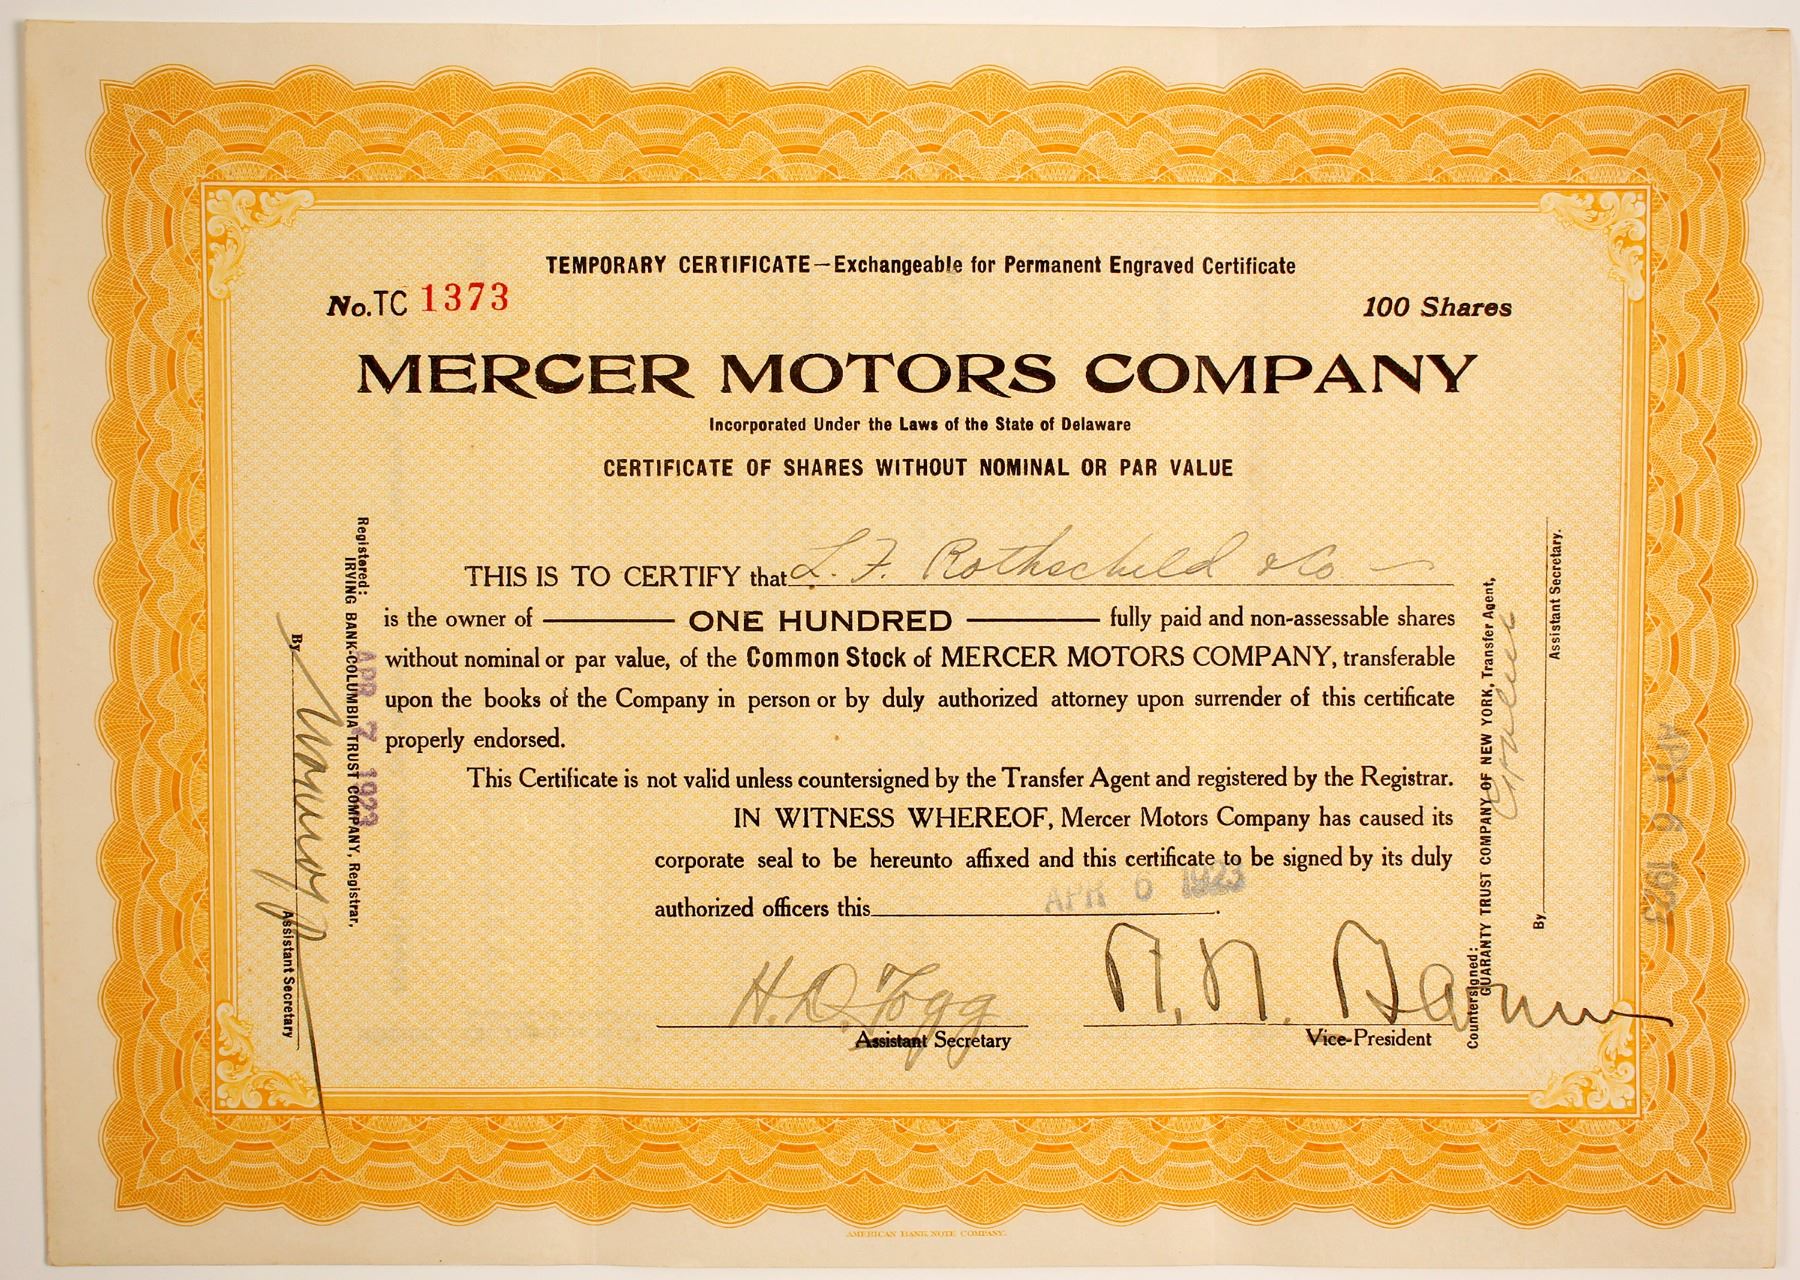 TEMPORARY CERTIFICATE—Exchangeable for Permanent Engraved Certificate
No.TC 1373
100 Shares
MERCER MOTORS COMPANY
Incorporated Under the Laws of the State of Delaware
CERTIFICATE OF SHARES WITHOUT NOMINAL OR PAR VALUE
THIS IS TO CERTIFY that L. F. Rothschild & Co
is the owner of ONE HUNDRED fully paid and non-assessable shares
without nominal or par value, of the Common Stock of MERCER MOTORS COMPANY, transferable
upon the books of the Company in person or by duly authorized attorney upon surrender of this certificate
properly endorsed.
This Certificate is not valid unless countersigned by the Transfer Agent and registered by the Registrar.
IN WITNESS WHEREOF, Mercer Motors Company has caused its
corporate seal to be hereunto affixed and this certificate to be signed by its duly
authorized officers this APR 6 1923.
H. D. Fogg
Assistant Secretary
Vice-President
Registered:
IRVING BANK-COLUMBIA TRUST COMPANY, Registrar,
APR 7 1923
By
Assistant Secretary
Countersigned:
GUARANTY TRUST COMPANY OF NEW YORK, Transfer Agent,
By
Assistant Secretary.
APR 6 1923
AMERICAN BANK NOTE COMPANY.